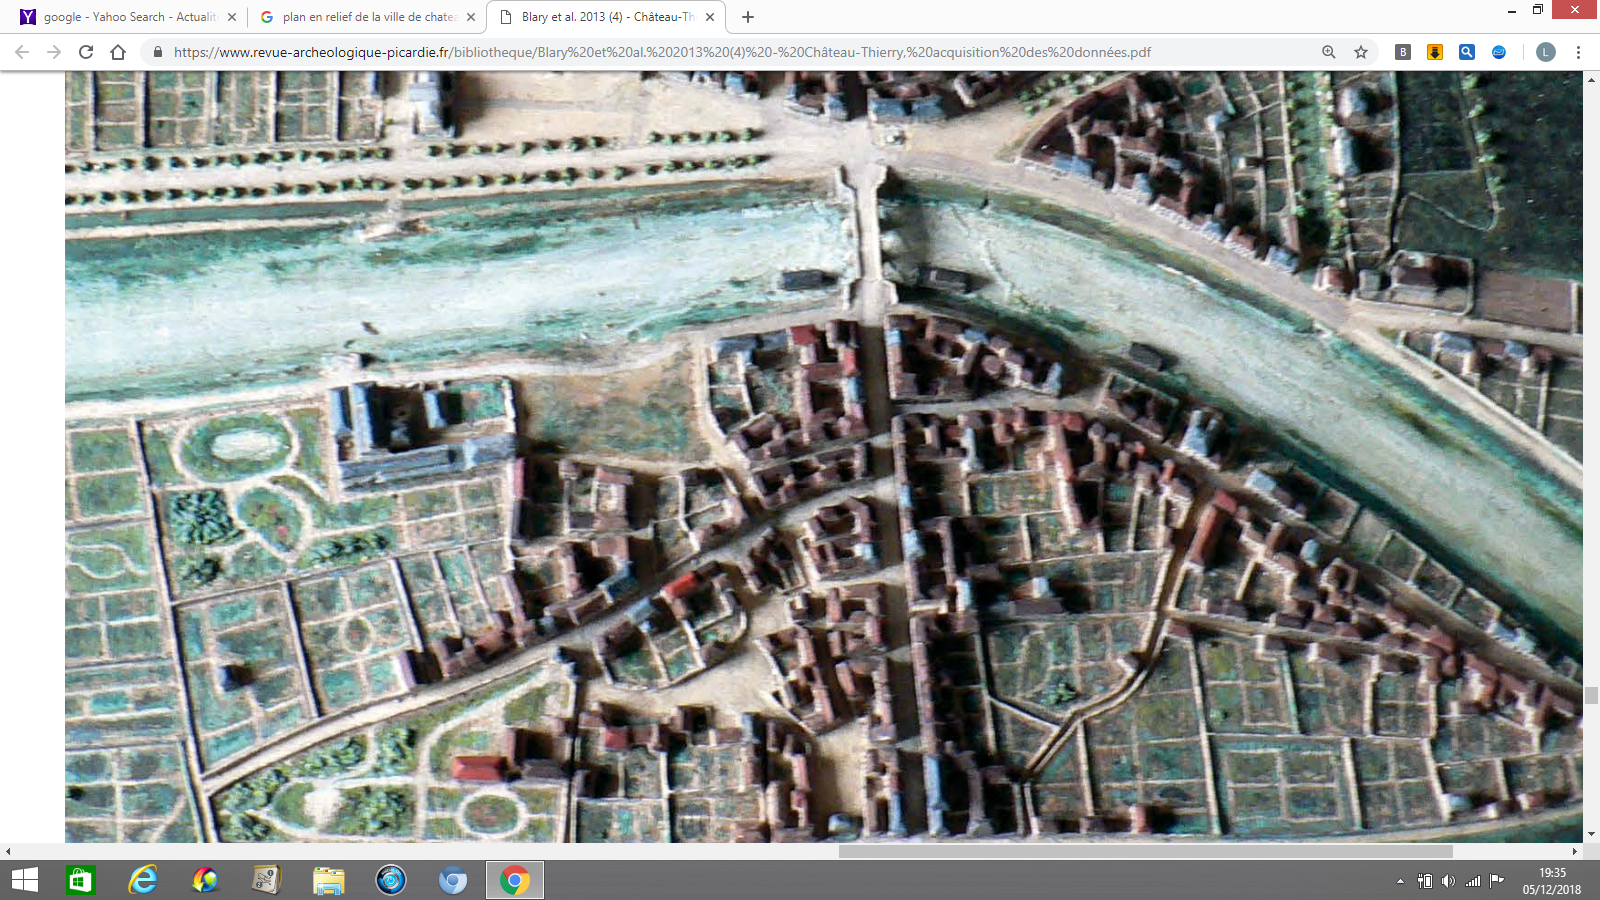 google - Yahoo Search - Actualit
plan en relief de la ville de chatea
Blary et al. 2013 (4) - Château-Th
https://www.revue-archeologique-picardie.fr/bibliotheque/Blary%20et%20al.%202013%20(4)%20-%20Château-Thierry,%20acquisition%20des%20données.pdf
B
L
19:35
05/12/2018